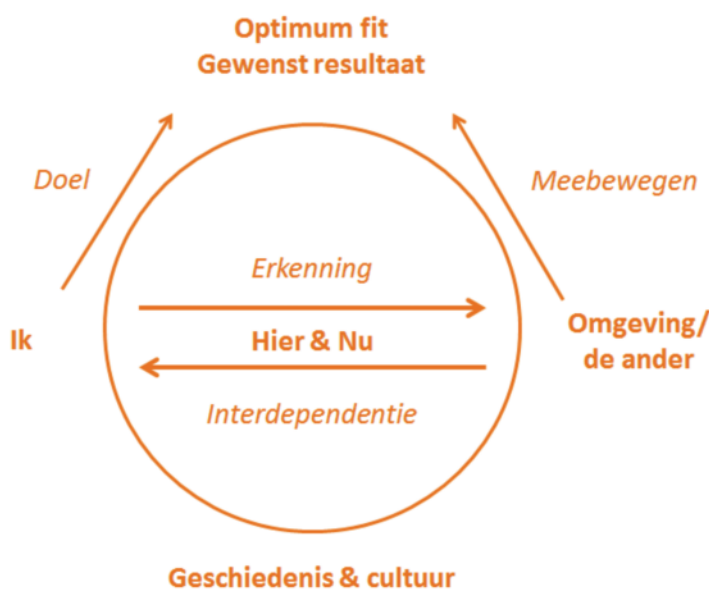 Optimum fit
Gewenst resultaat
Doel
Meebewegen
Erkenning
Ik
Hier & Nu
Omgeving/
de ander
Interdependentie
Geschiedenis & cultuur